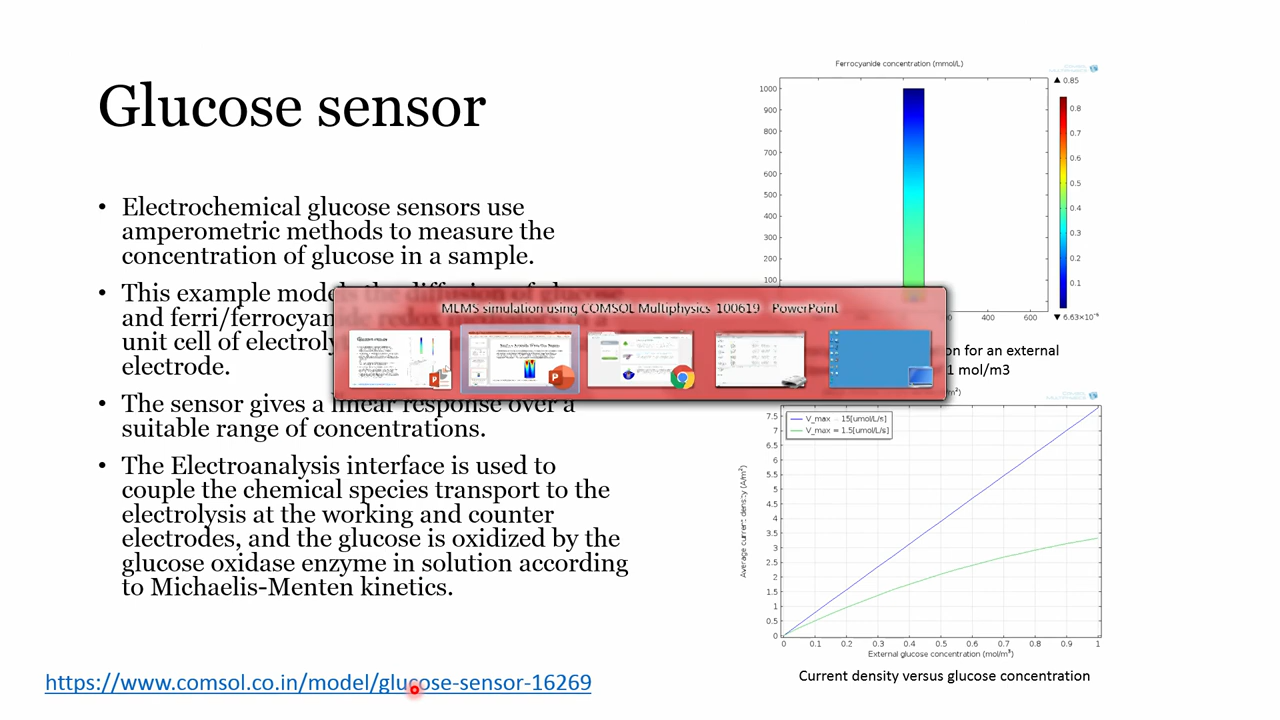 Glucose sensor
• Electrochemical glucose sensors use
amperometric methods to measure the
concentration of glucose in a sample.
• This example models the diffusion of glucose
and ferri/ferrocyanide redox
unit cell of electroly
electrode.
• The sensor gives a linear response over a
suitable range of concentrations.
• The Electroanalysis interface is used to
couple the chemical species transport to the
electrolysis at the working and counter
electrodes, and the glucose is oxidized by the
glucose oxidase enzyme in solution according
to Michaelis-Menten kinetics.
https://www.comsol.co.in/model/glucose-sensor-16269
MLMS simulation using COMSOL Multiphysics_100619 - PowerPoint
Ferrocyanide concentration (mmol/L)
1000
900
800
700
600
500
400
300
200
100
400
600
▲ 0.85
0.8
0.7
0.6
0.5
0.4
0.3
0.2
0.1
▼ 6.63×10⁻⁶
on for an external
1 mol/m3
V_max = 15[umol/L/s]
V_max = 1.5[umol/L/s]
Average current density (A/m²)
7.5
7
6.5
6
5.5
5
4.5
4
3.5
3
2.5
2
1.5
1
0.5
0
0 0.1 0.2 0.3 0.4 0.5 0.6 0.7 0.8 0.9 1
External glucose concentration (mol/m³)
Current density versus glucose concentration